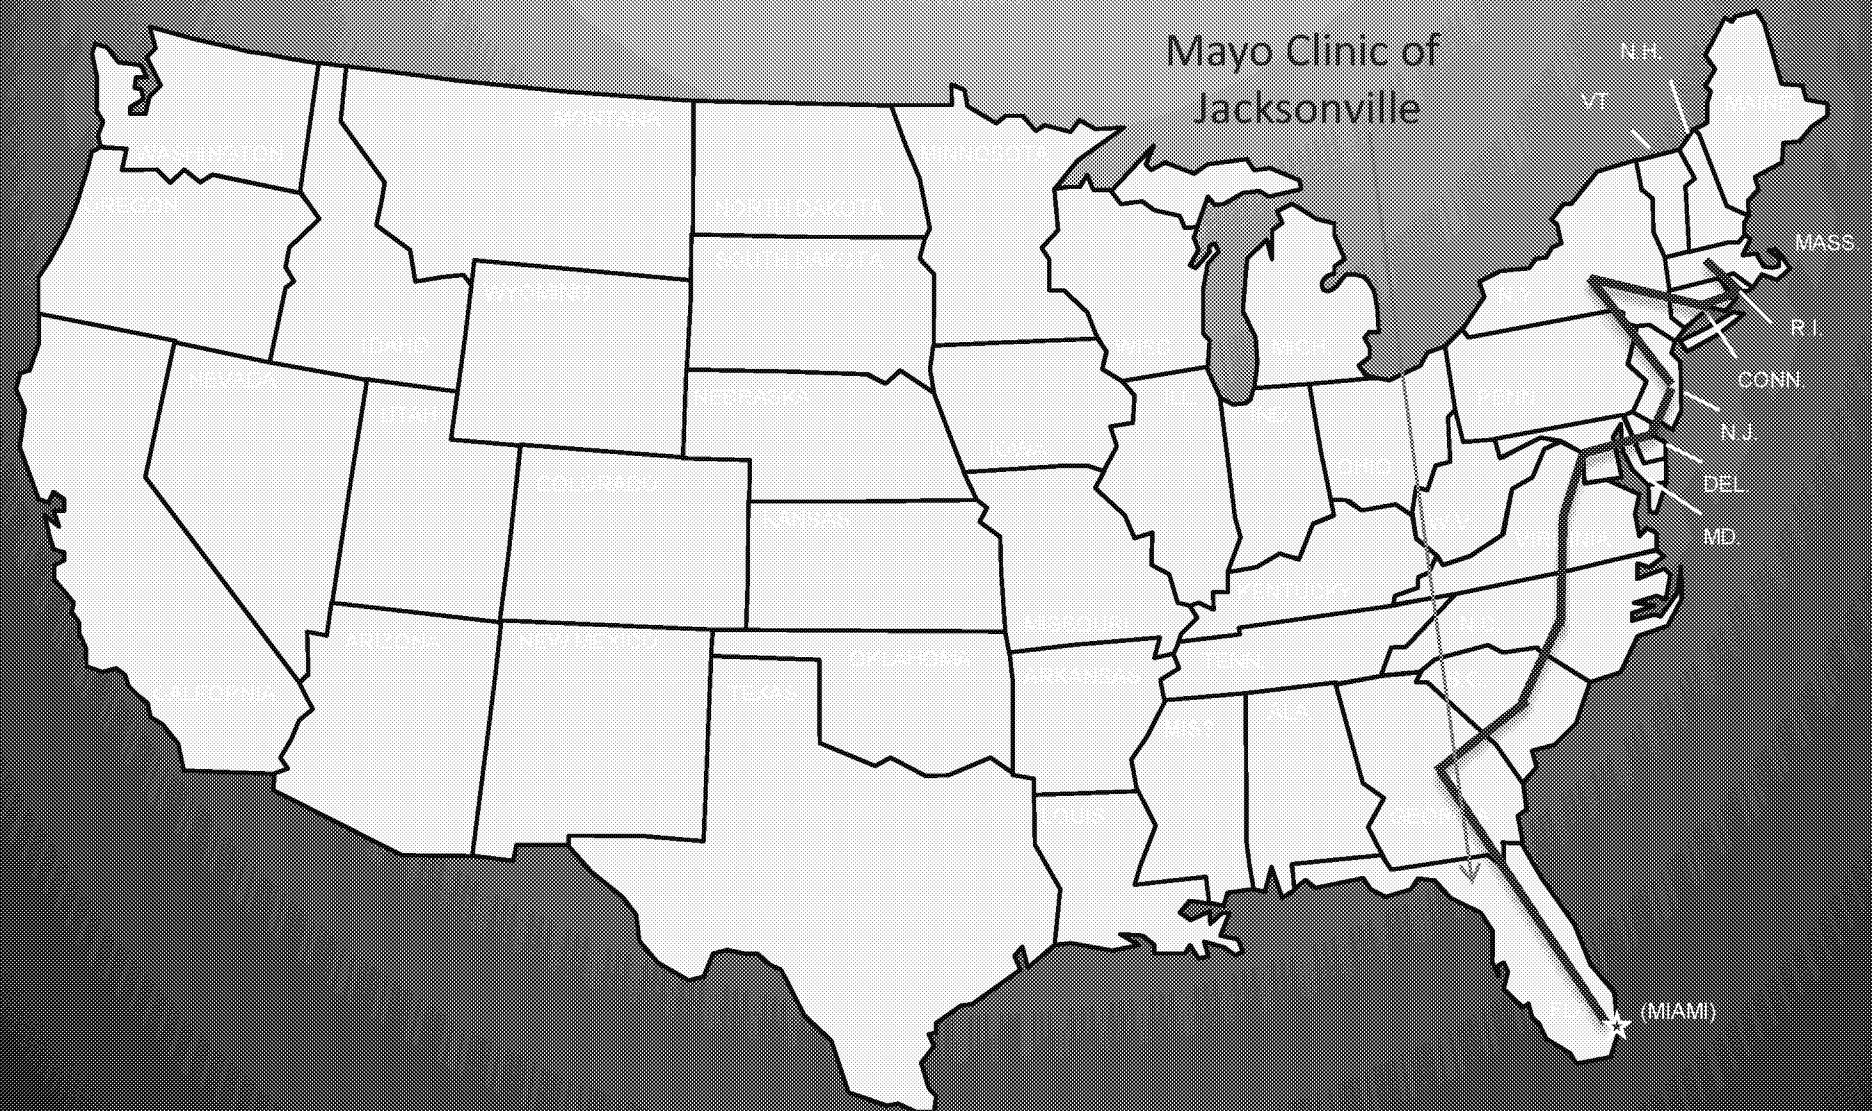 Mayo Clinic of
Jacksonville
N.H.
VT
MAINE
MONTANA
WASHINGTON
MINNESOTA
OREGON
NORTH DAKOTA
MASS
SOUTH DAKOTA
WYOMING
N.Y.
R.I.
IDAHO
WISC
MICH
NEVADA
CONN.
UTAH
NEBRASKA
ILL.
IND.
PENN
N.J.
IOWA
OHIO
COLORADO
DEL
KANSAS
W.V.
VIRGINIA
MD.
KENTUCKY
MISSOURI
N.C.
ARIZONA
NEW MEXICO
OKLAHOMA
TENN
ARKANSAS
S.C.
CALIFORNIA
TEXAS
MISS
ALA
LOUIS
GEORGIA
(MIAMI)